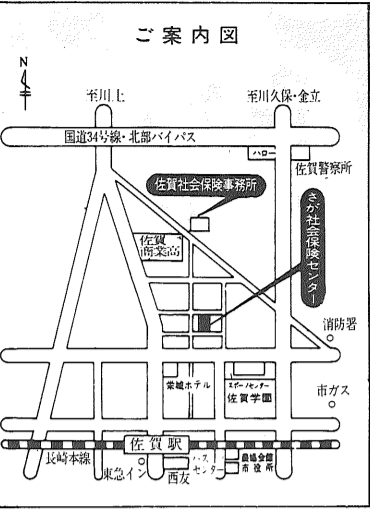 ご案内図
N
至川上
至川久保・金立
国道34号線・北部バイパス
ハロー
佐賀警察所
佐賀社会保険事務所
さが社会保険センター
佐賀
商業高
消防署
栄城ホテル
スポーツセンター
佐賀学園
市ガス
佐賀駅
長崎本線
東急イン
西友
バス
センター
市役所